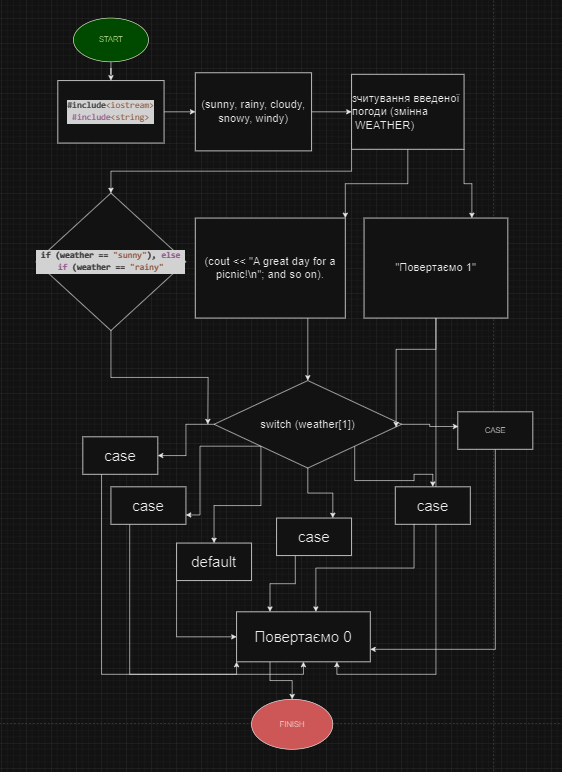 START
#include<iostream>
#include<string>
(sunny, rainy, cloudy,
snowy, windy)
зчитування введеної
погоди (змінна
WEATHER)
if (weather == "sunny"), else
if (weather == "rainy"
(cout << "A great day for a
picnic!\n"; and so on).
"Повертаємо 1"
switch (weather[1])
CASE
case
case
case
case
default
Повертаємо 0
FINISH